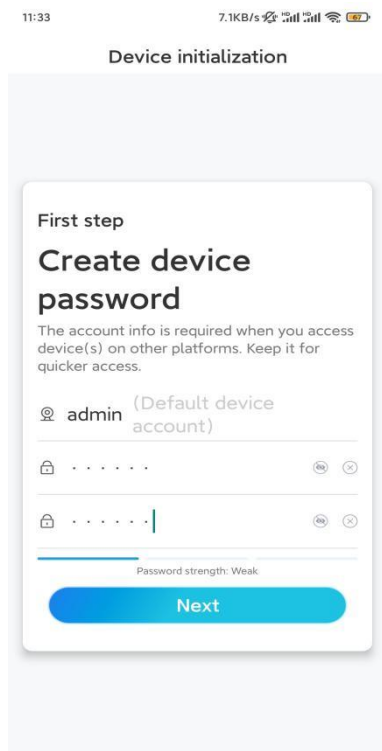 11:33
7.1KB/s
67
Device initialization
First step
Create device
password
The account info is required when you access
device(s) on other platforms. Keep it for
quicker access.
admin (Default device
account)
······
······
Password strength: Weak
Next